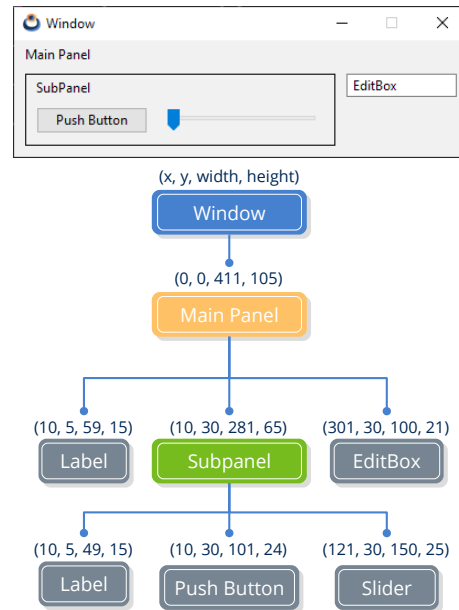 Window
Main Panel
SubPanel
EditBox
Push Button
(x, y, width, height)
Window
(0, 0, 411, 105)
Main Panel
(10, 5, 59, 15) (10, 30, 281, 65) (301, 30, 100, 21)
Label Subpanel EditBox
(10, 5, 49, 15) (10, 30, 101, 24) (121, 30, 150, 25)
Label Push Button Slider